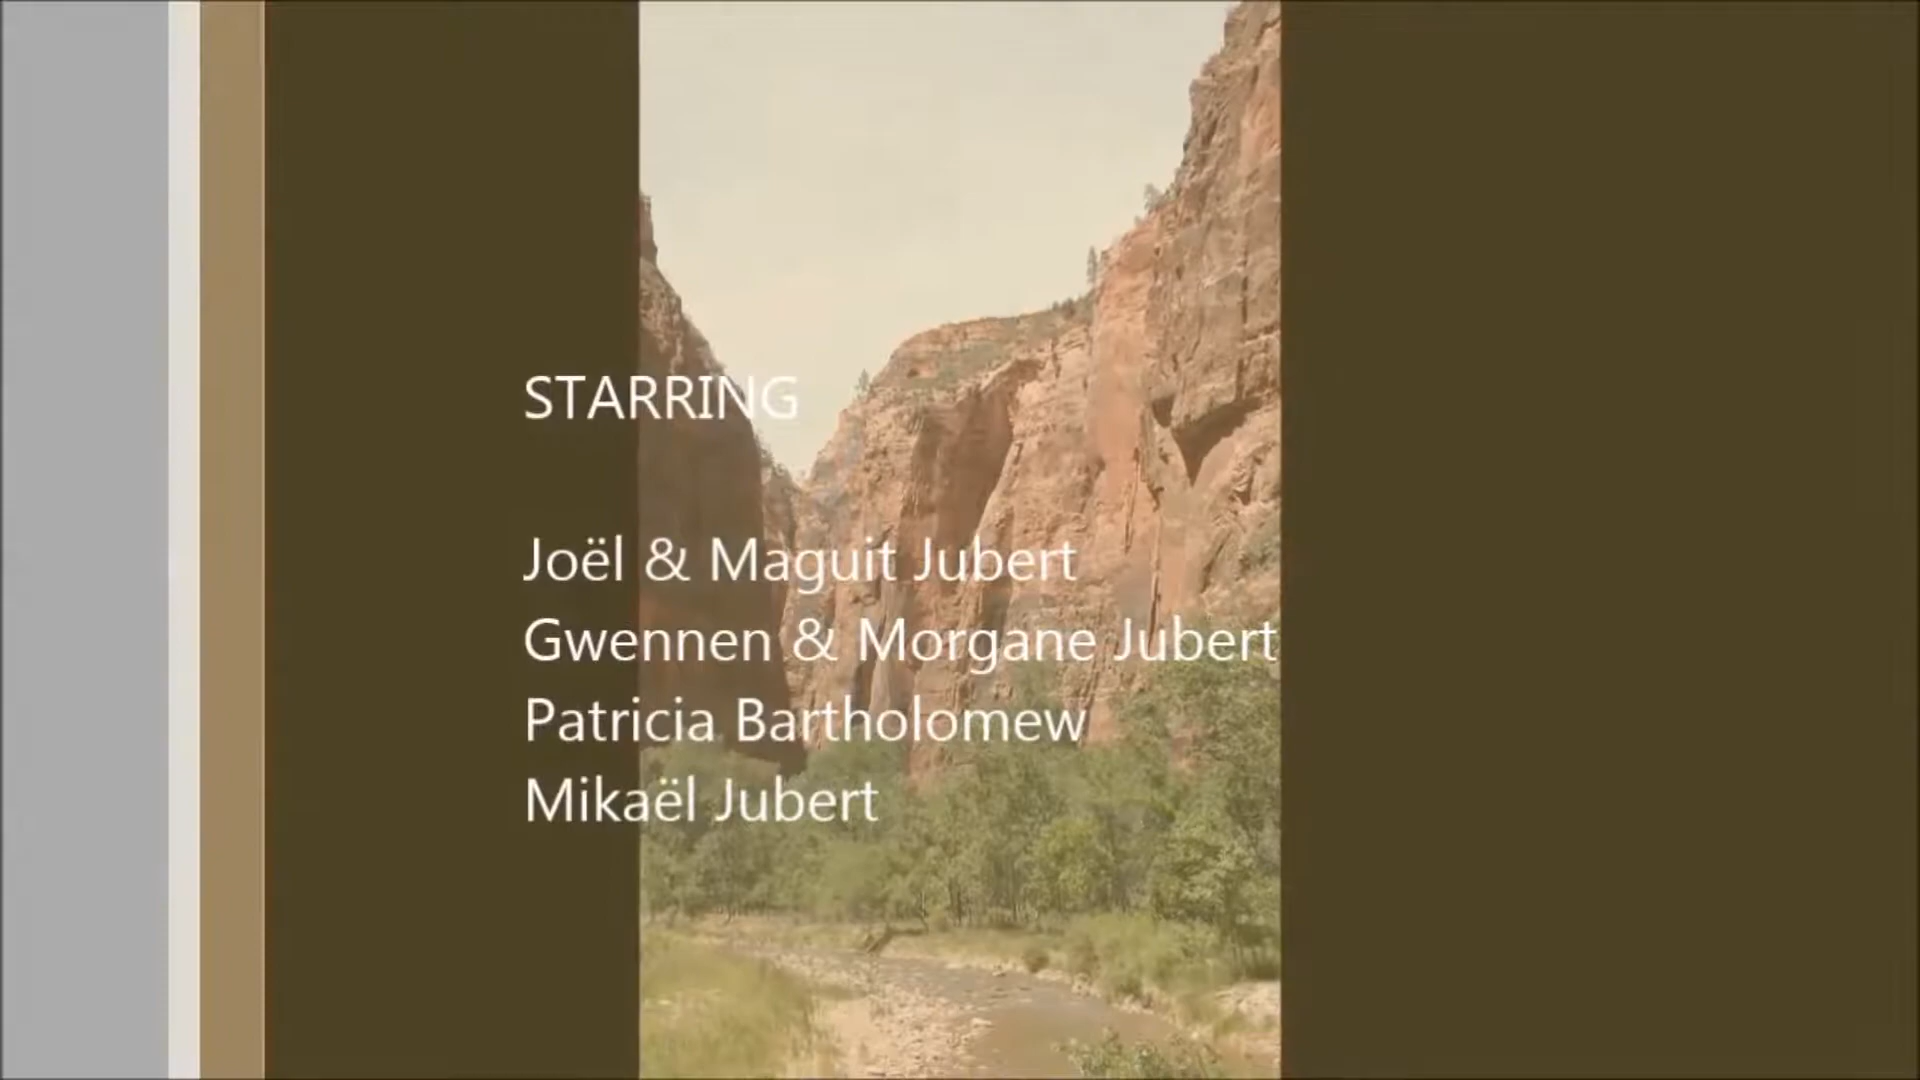 STARRING
Joël & Maguit Jubert
Gwennen & Morgane Jubert
Patricia Bartholomew
Mikaël Jubert